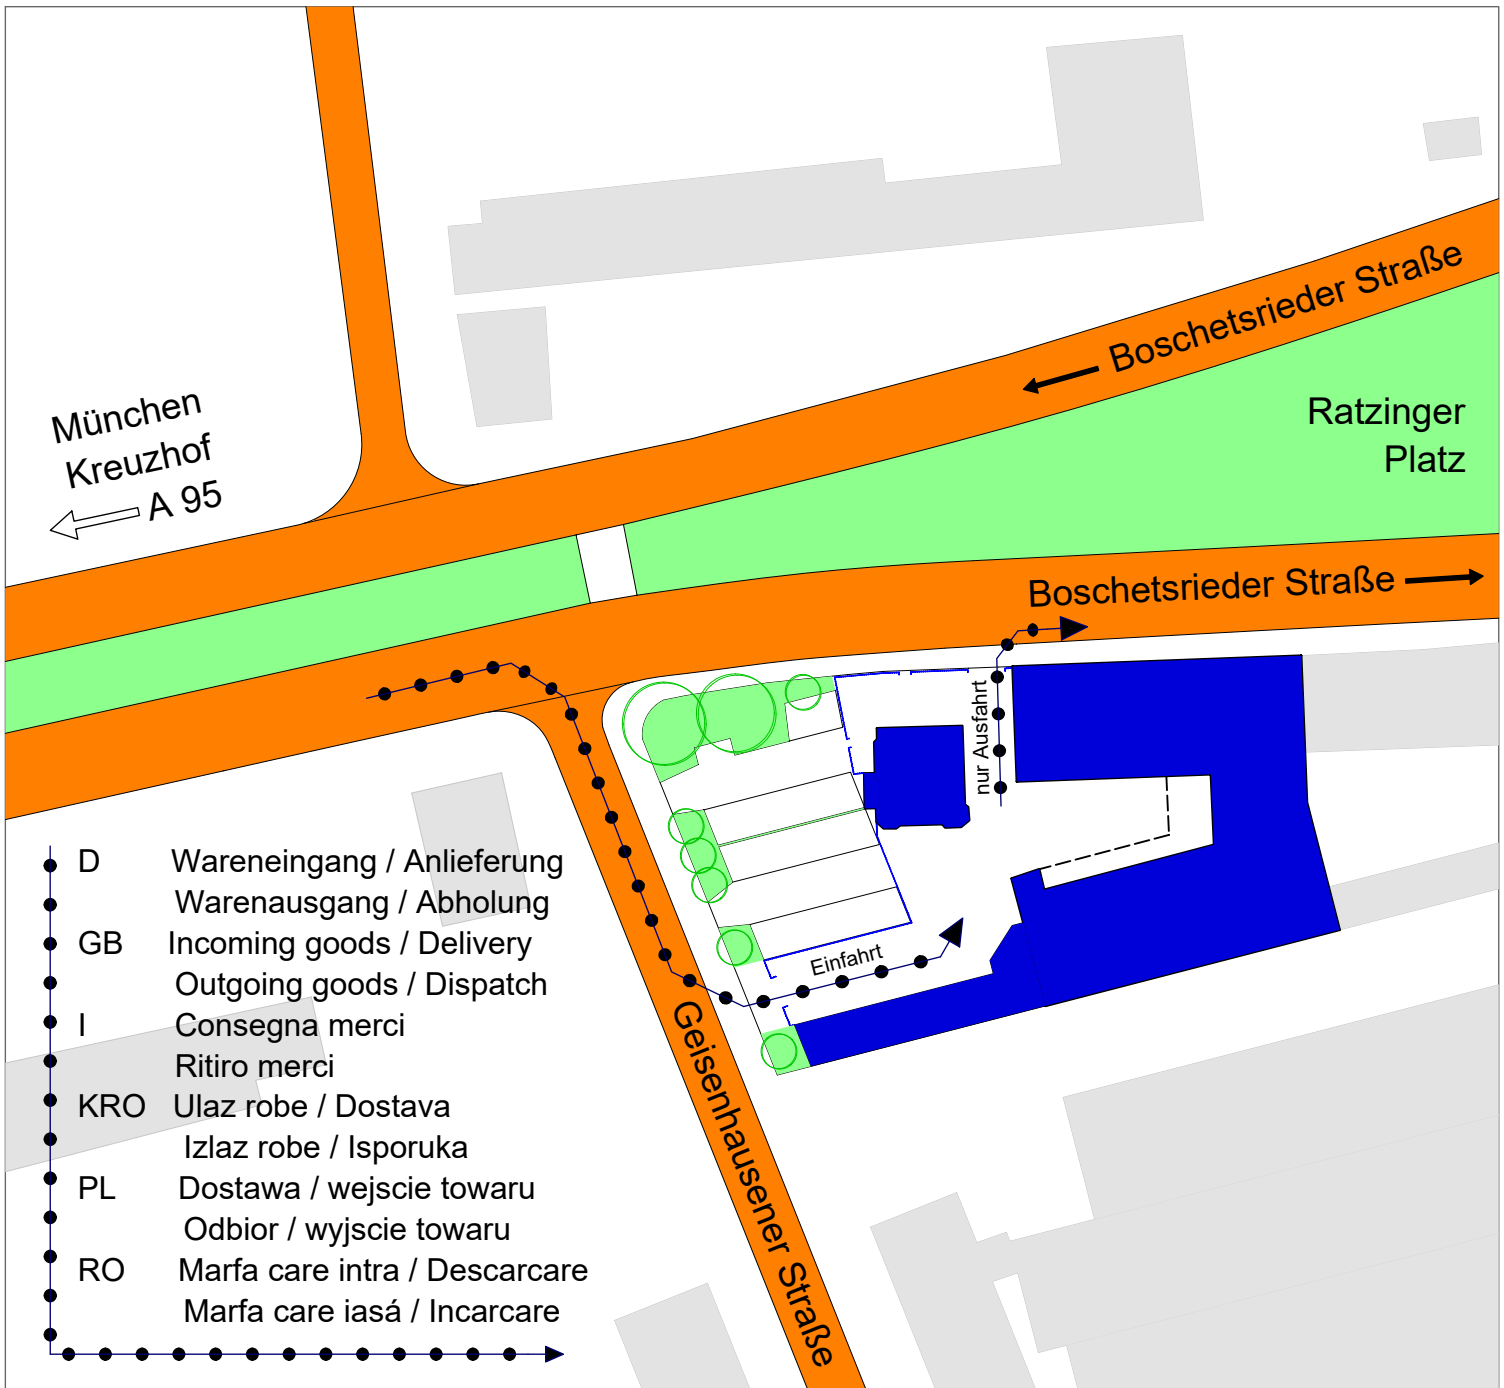 Boschetsrieder Straße
München
Kreuzhof
A 95
Ratzinger
Platz
Boschetsrieder Straße
nur Ausfahrt
Einfahrt
Geisenhausener Straße
D Wareneingang / Anlieferung
Warenausgang / Abholung
GB Incoming goods / Delivery
Outgoing goods / Dispatch
I Consegna merci
Ritiro merci
KRO Ulaz robe / Dostava
Izlaz robe / Isporuka
PL Dostawa / wejscie towaru
Odbior / wyjscie towaru
RO Marfa care intra / Descarcare
Marfa care iasá / Incarcare